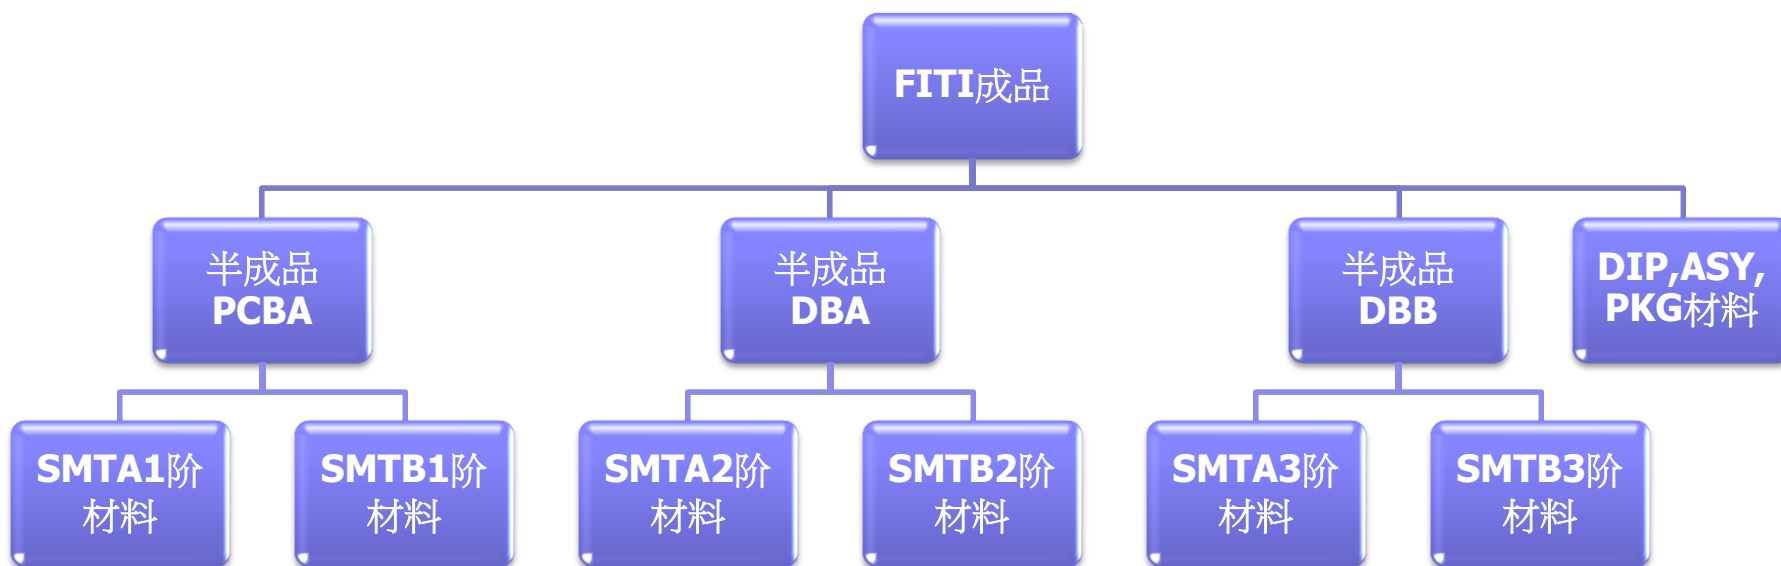 FITI成品
半成品
PCBA
半成品
DBA
半成品
DBB
DIP,ASY,
PKG材料
SMTA1阶
材料
SMTB1阶
材料
SMTA2阶
材料
SMTB2阶
材料
SMTA3阶
材料
SMTB3阶
材料